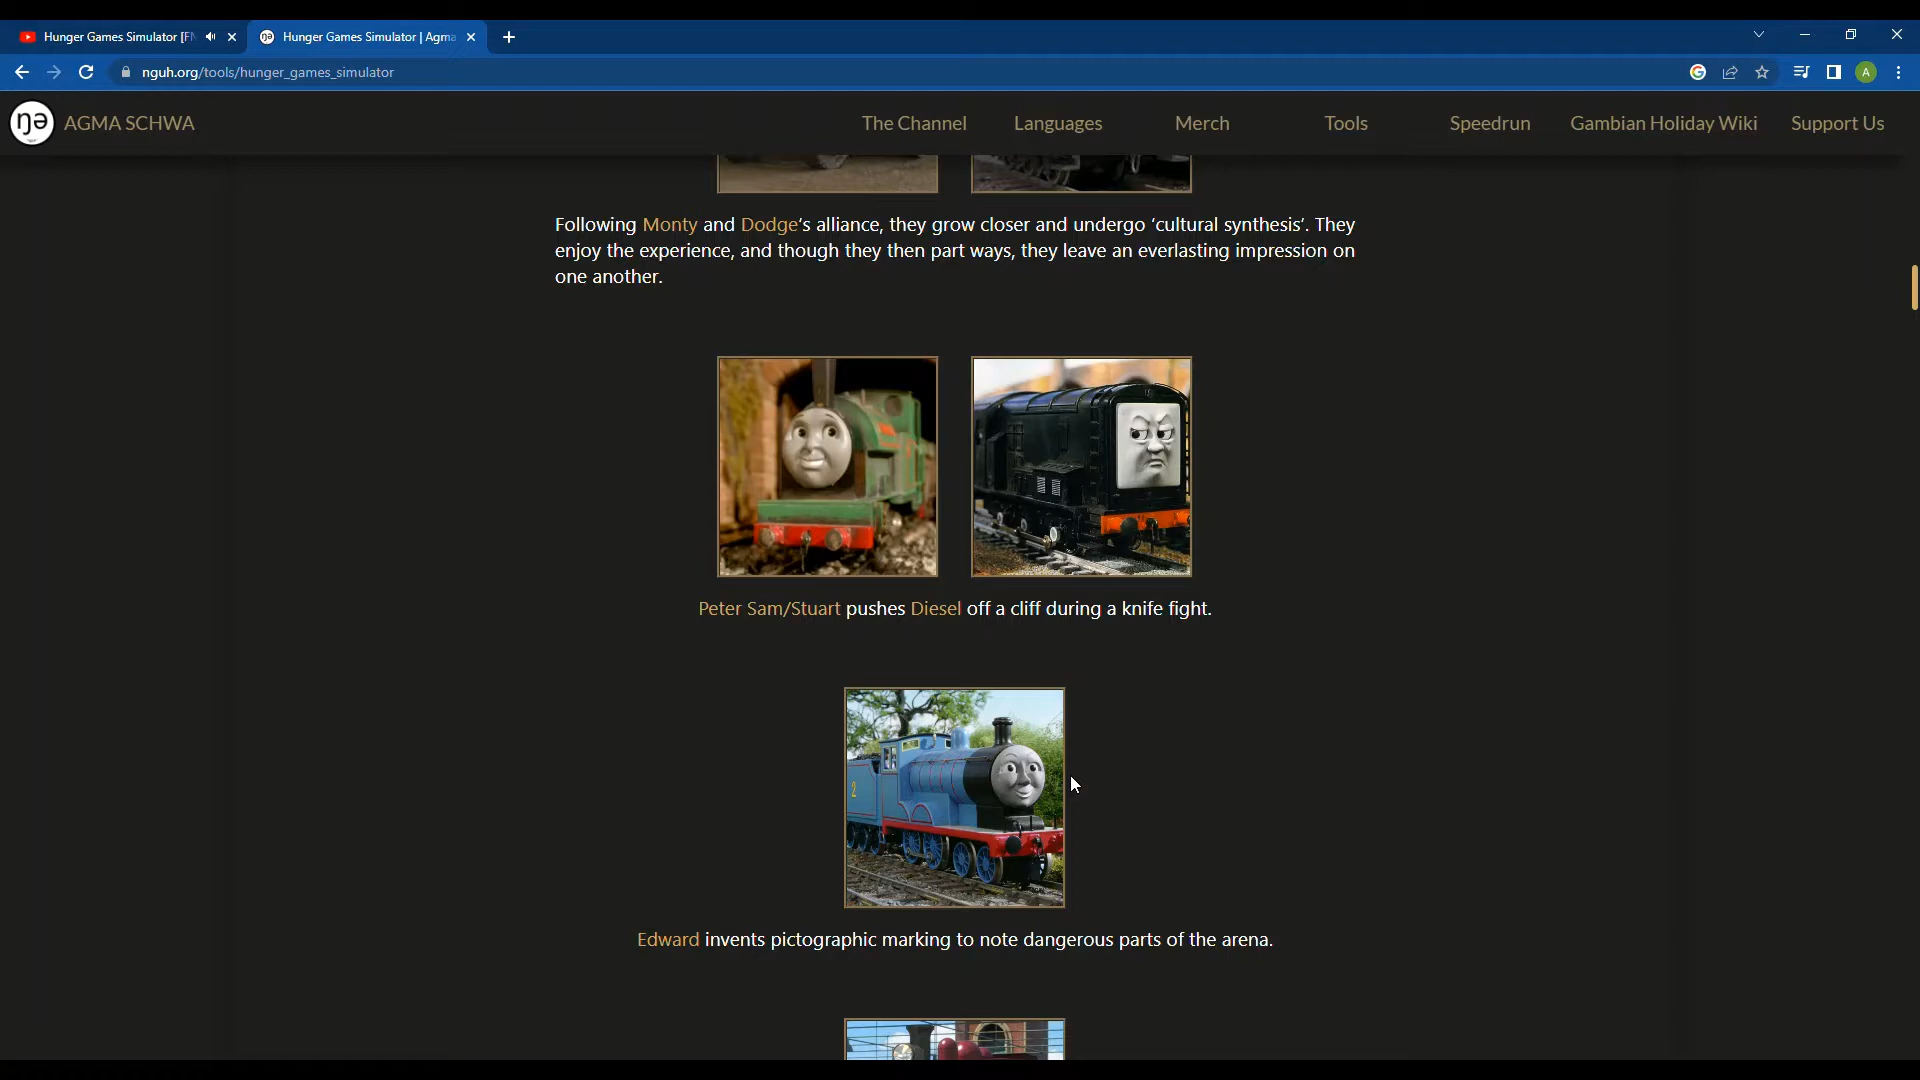 Hunger Games Simulator [FN
Hunger Games Simulator | Agma
nguh.org/tools/hunger_games_simulator
A
ŋə
AGMA SCHWA
The Channel
Languages
Merch
Tools
Speedrun
Gambian Holiday Wiki
Support Us
Following Monty and Dodge‘s alliance, they grow closer and undergo ‘cultural synthesis’. They
enjoy the experience, and though they then part ways, they leave an everlasting impression on
one another.
Peter Sam/Stuart pushes Diesel off a cliff during a knife fight.
2
Edward invents pictographic marking to note dangerous parts of the arena.